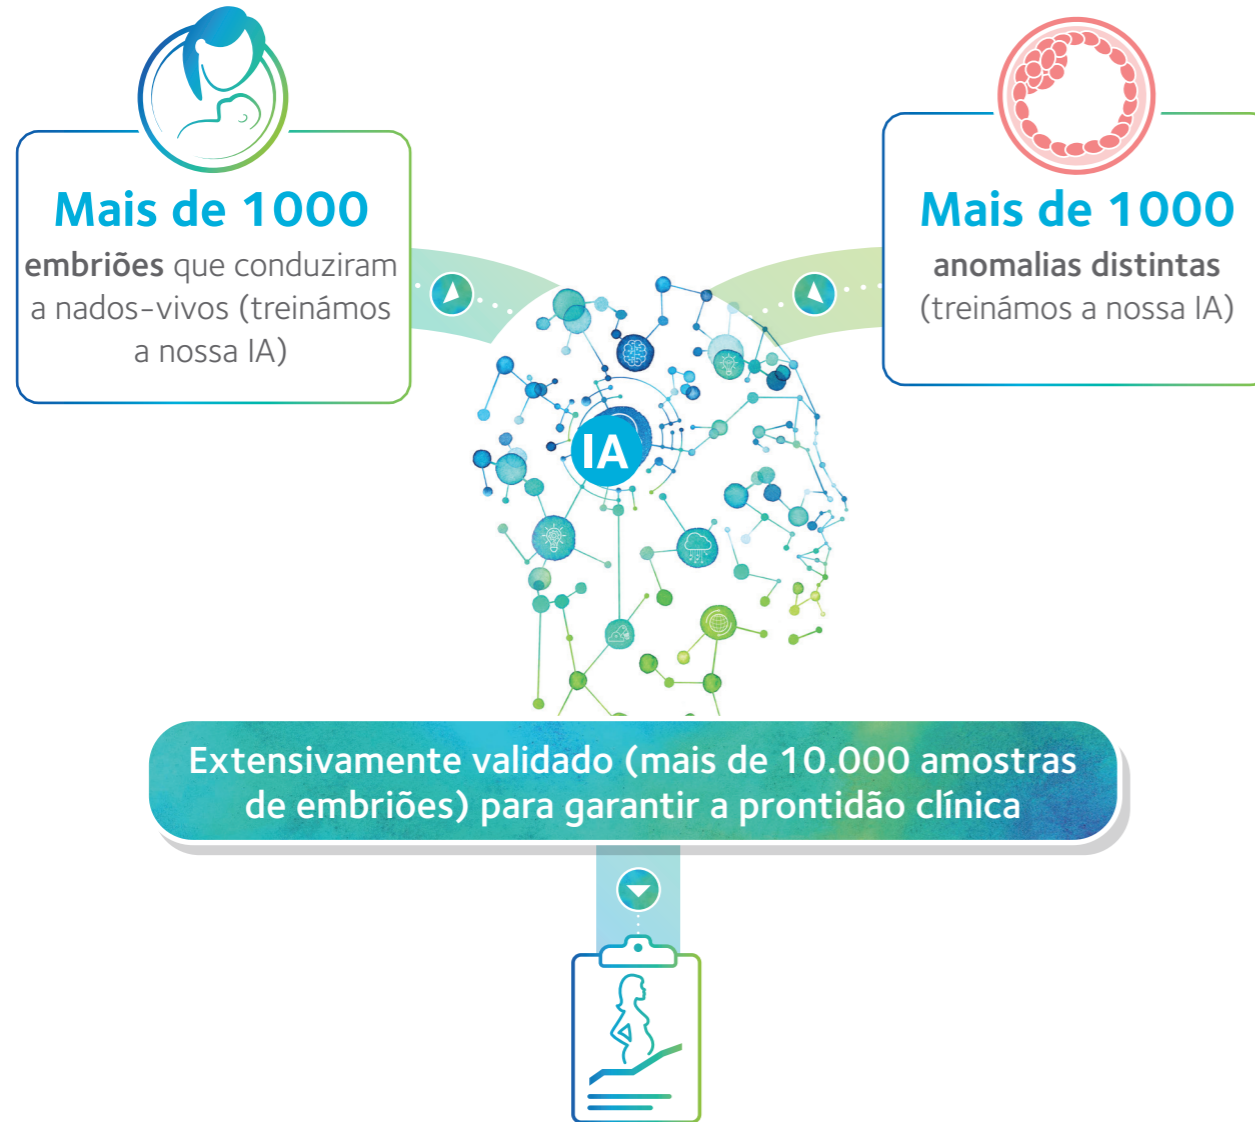 Mais de 1000
embriões que conduziram
a nados-vivos (treinámos
a nossa IA)
Mais de 1000
anomalias distintas
(treinámos a nossa IA)
IA
Extensivamente validado (mais de 10.000 amostras
de embriões) para garantir a prontidão clínica